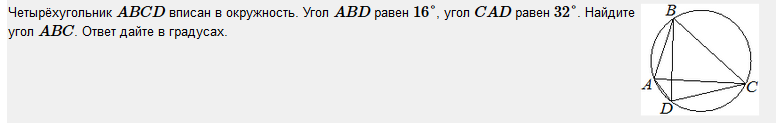 Четырёхугольник ABCD вписан в окружность. Угол ABD равен 16°, угол CAD равен 32°. Найдите
угол ABC. Ответ дайте в градусах.
B
A
C
D